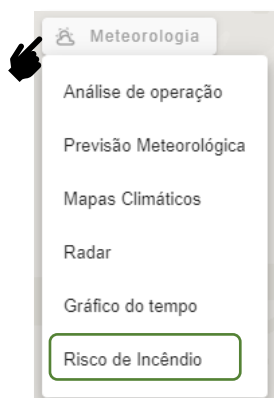 Meteorologia
Análise de operação
Previsão Meteorológica
Mapas Climáticos
Radar
Gráfico do tempo
Risco de Incêndio